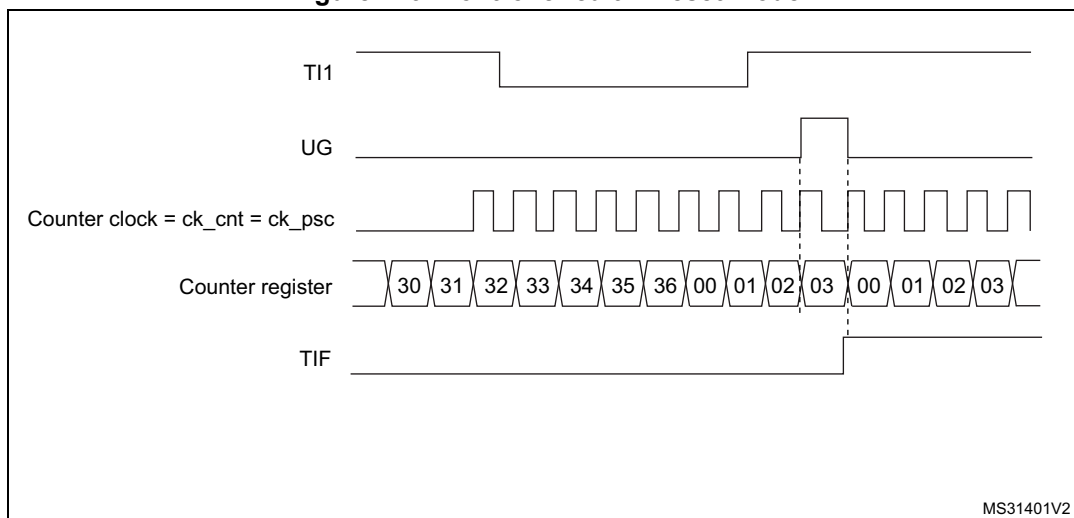 TI1
UG
Counter clock = ck_cnt = ck_psc
Counter register
30 31 32 33 34 35 36 00 01 02 03 00 01 02 03
TIF
MS31401V2